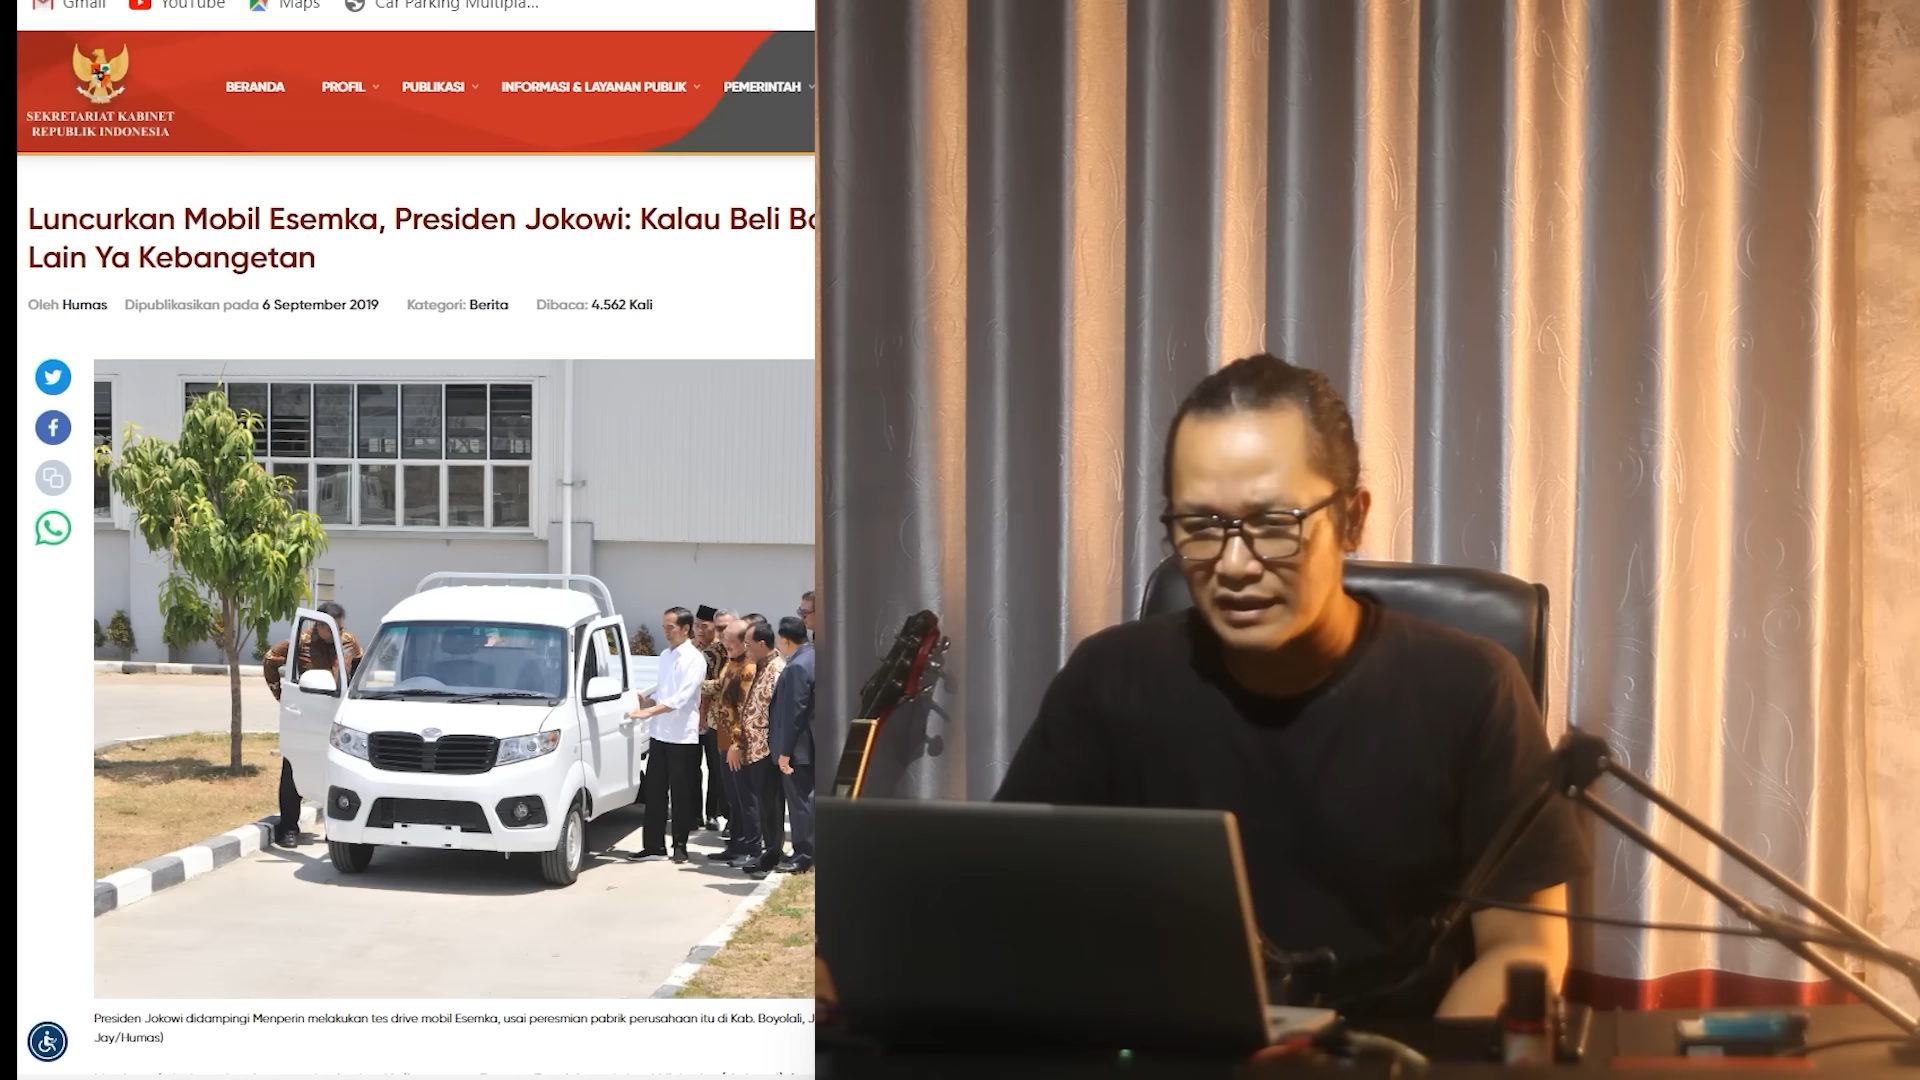 Gmail YouTube Maps Car Parking Multipla...
SEKRETARIAT KABINET
REPUBLIK INDONESIA
BERANDA PROFIL PUBLIKASI INFORMASI & LAYANAN PUBLIK PEMERINTAH
Luncurkan Mobil Esemka, Presiden Jokowi: Kalau Beli
Lain Ya Kebangetan
Oleh Humas Dipublikasikan pada 6 September 2019 Kategori: Berita Dibaca: 4.562 Kali
Presiden Jokowi didampingi Menperin melakukan tes drive mobil Esemka, usai peresmian pabrik perusahaan itu di Kab. Boyolali,
Jay/Humas)